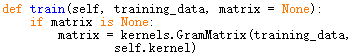 def train(self, training_data, matrix = None):
    if matrix is None:
        matrix = kernels.GramMatrix(training_data,
                self.kernel)